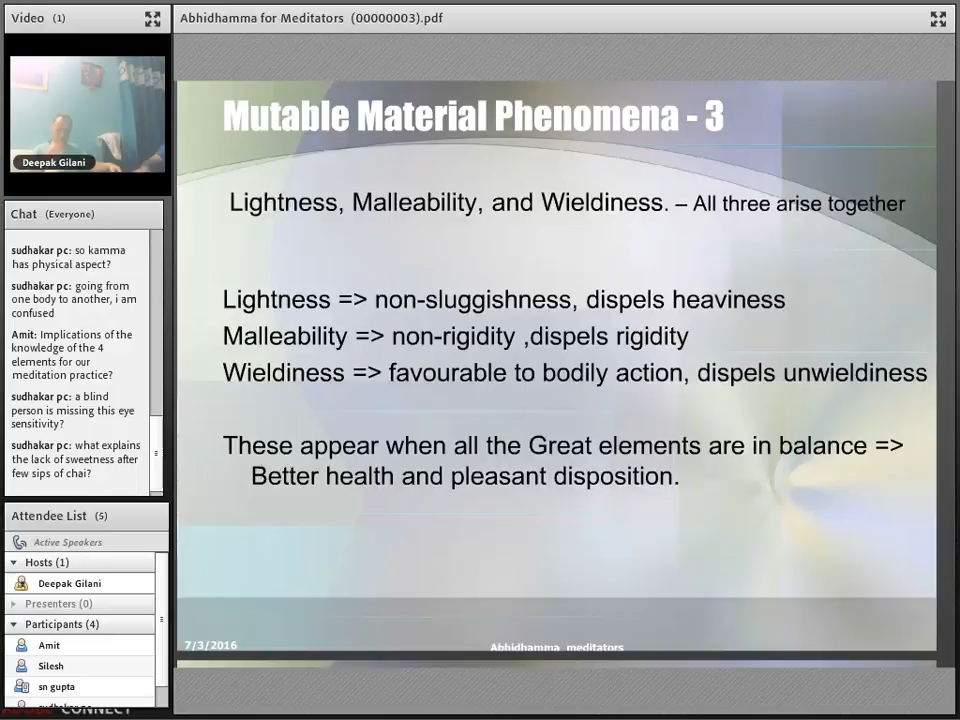 Video (1)
Deepak Gilani
Chat (Everyone)
sudhakar pc: so kamma
has physical aspect?
sudhakar pc: going from
one body to another, i am
confused
Amit: Implications of the
knowledge of the 4
elements for our
meditation practice?
sudhakar pc: a blind
person is missing this eye
sensitivity?
sudhakar pc: what explains
the lack of sweetness after
few sips of chai?
Attendee List (5)
Active Speakers
Hosts (1)
Deepak Gilani
Presenters (0)
Participants (4)
Amit
Silesh
sn gupta
CONNECT
Abhidhamma for Meditators (00000003).pdf
Mutable Material Phenomena - 3
Lightness, Malleability, and Wieldiness. – All three arise together
Lightness => non-sluggishness, dispels heaviness
Malleability => non-rigidity ,dispels rigidity
Wieldiness => favourable to bodily action, dispels unwieldiness
These appear when all the Great elements are in balance =>
Better health and pleasant disposition.
7/3/2016
Abhidhamma meditators